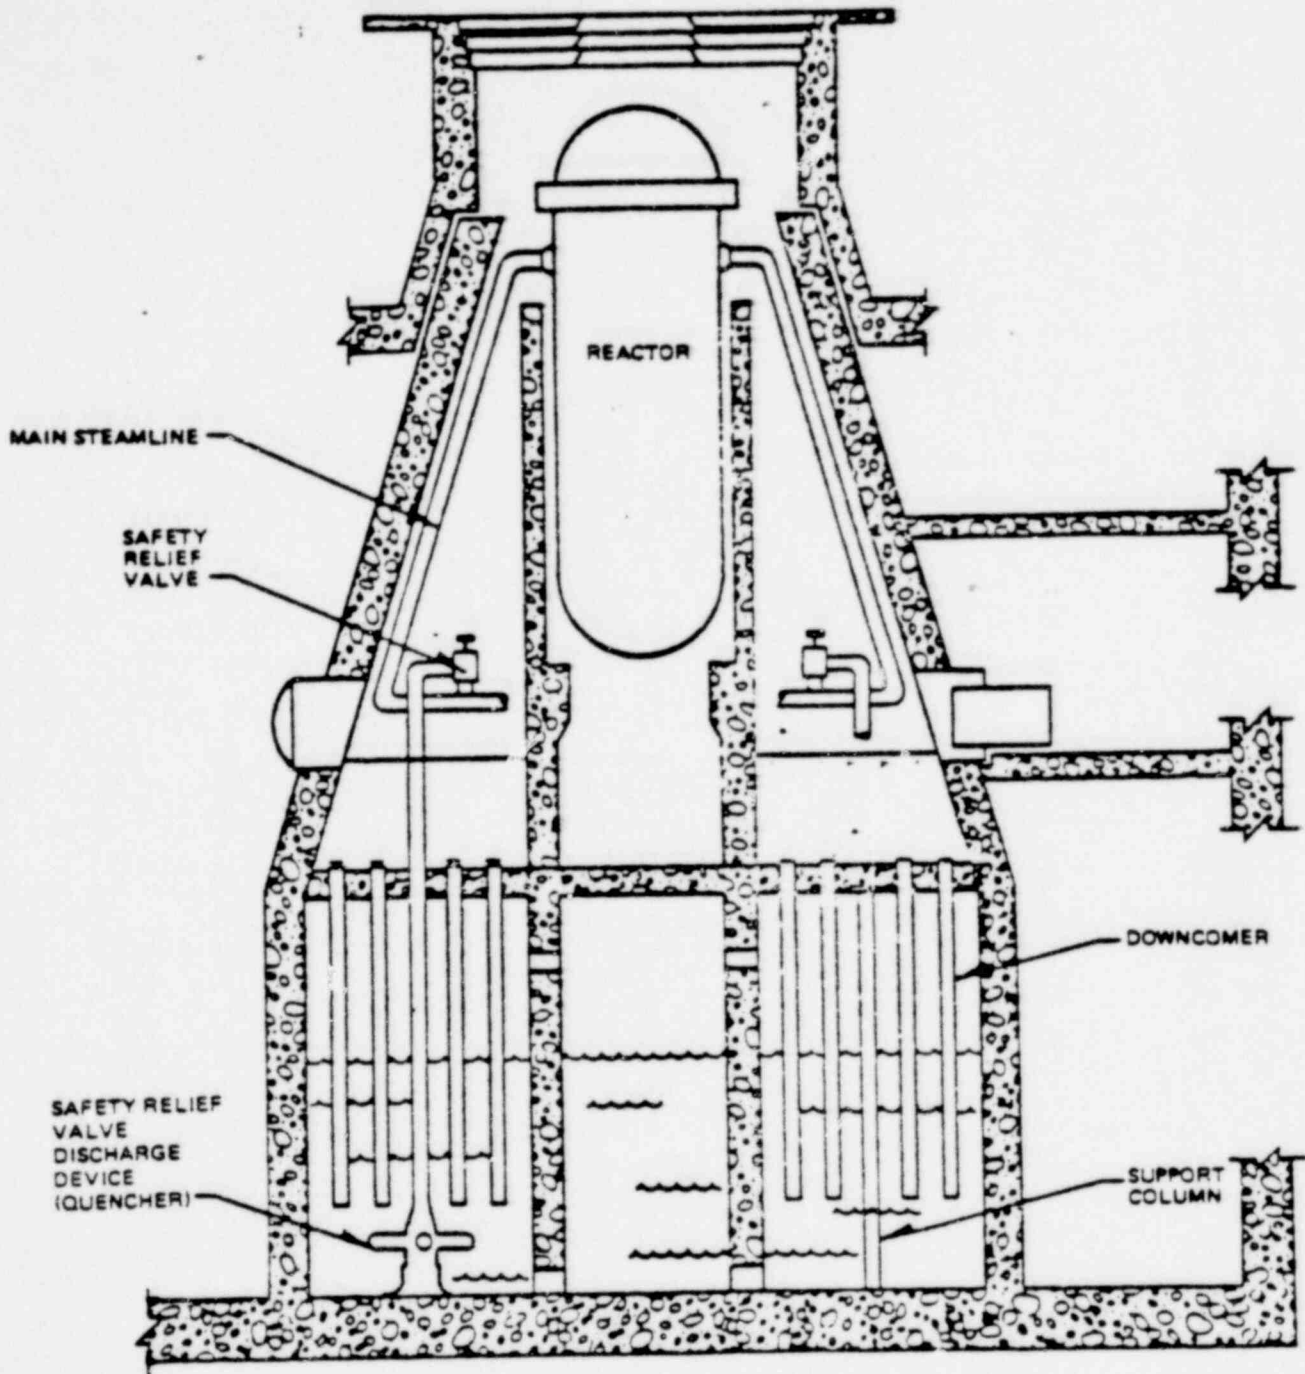 REACTOR
MAIN STEAMLINE
SAFETY
RELIEF
VALVE
DOWNCOMER
SAFETY RELIEF
VALVE
DISCHARGE
DEVICE
(QUENCHER)
SUPPORT
COLUMN